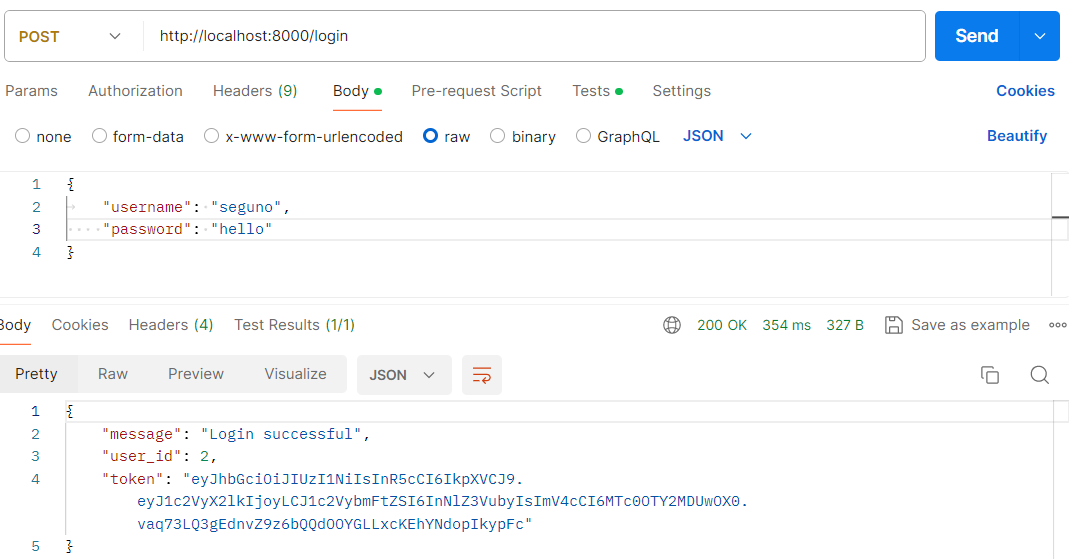 POST http://localhost:8000/login Send
Params Authorization Headers (9) Body Pre-request Script Tests Settings Cookies
none form-data x-www-form-urlencoded raw binary GraphQL JSON Beautify
1 {
2 "username": "seguno",
3 "password": "hello"
4 }
Body Cookies Headers (4) Test Results (1/1) 200 OK 354 ms 327 B Save as example
Pretty Raw Preview Visualize JSON
1 {
2 "message": "Login successful",
3 "user_id": 2,
4 "token": "eyJhbGciOiJIUzI1NiIsInR5cCI6IkpXVCJ9.
eyJ1c2VyX2lkIjoyLCJ1c2VybmFtZSI6InNlZ3VubyIsImV4cCI6MTc0OTY2MDUwOX0.
vaq73LQ3gEdnvZ9z6bQQdOOYGLLxcKEhYNdopIkypFc"
5 }